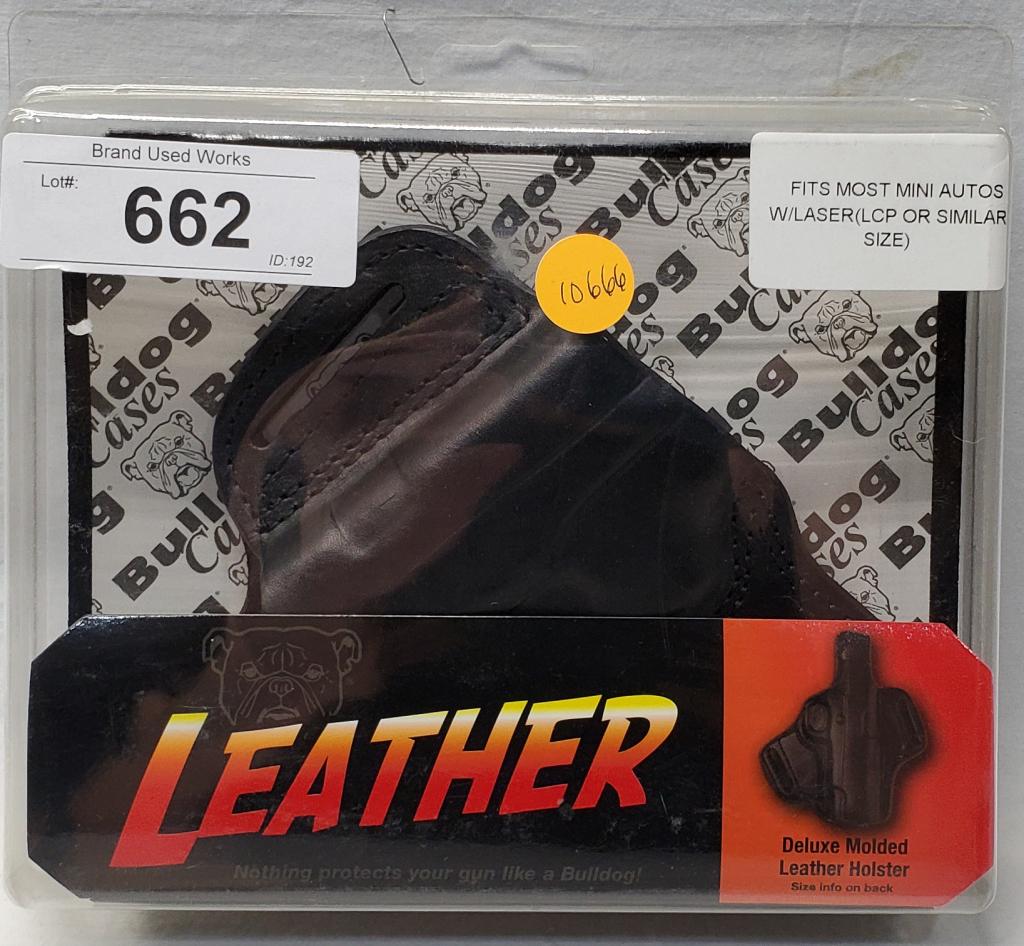 Brand Used Works
Lot#:
662
ID:192
FITS MOST MINI AUTOS
W/LASER(LCP OR SIMILAR
SIZE)
10666
Bulldog
Cases
LEATHER
Nothing protects your gun like a Bulldog!
Deluxe Molded
Leather Holster
Size info on back